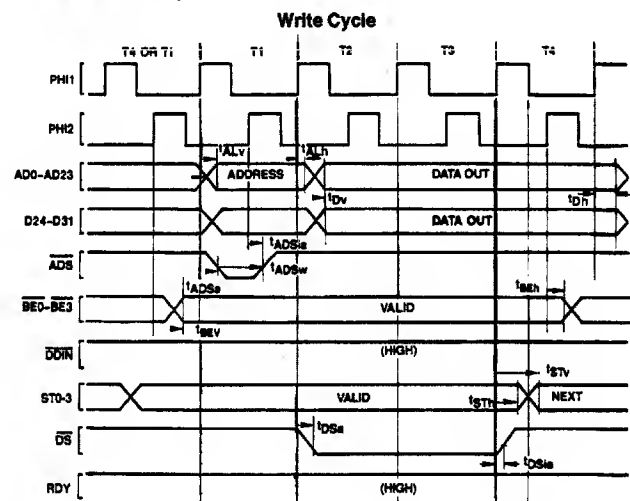 Write Cycle
T4 OR Ti T1 T2 T3 T4
PHI1
PHI2
tALv tALh
AD0–AD23 ADDRESS DATA OUT
tDv tDh
D24–D31 DATA OUT
tADSia
ADS tADSw
tADSa tBEh
BE0–BE3 VALID
tBEV
DDIN (HIGH)
tSTv
ST0-3 VALID tSTh NEXT
DS tDSa
tDSia
RDY (HIGH)